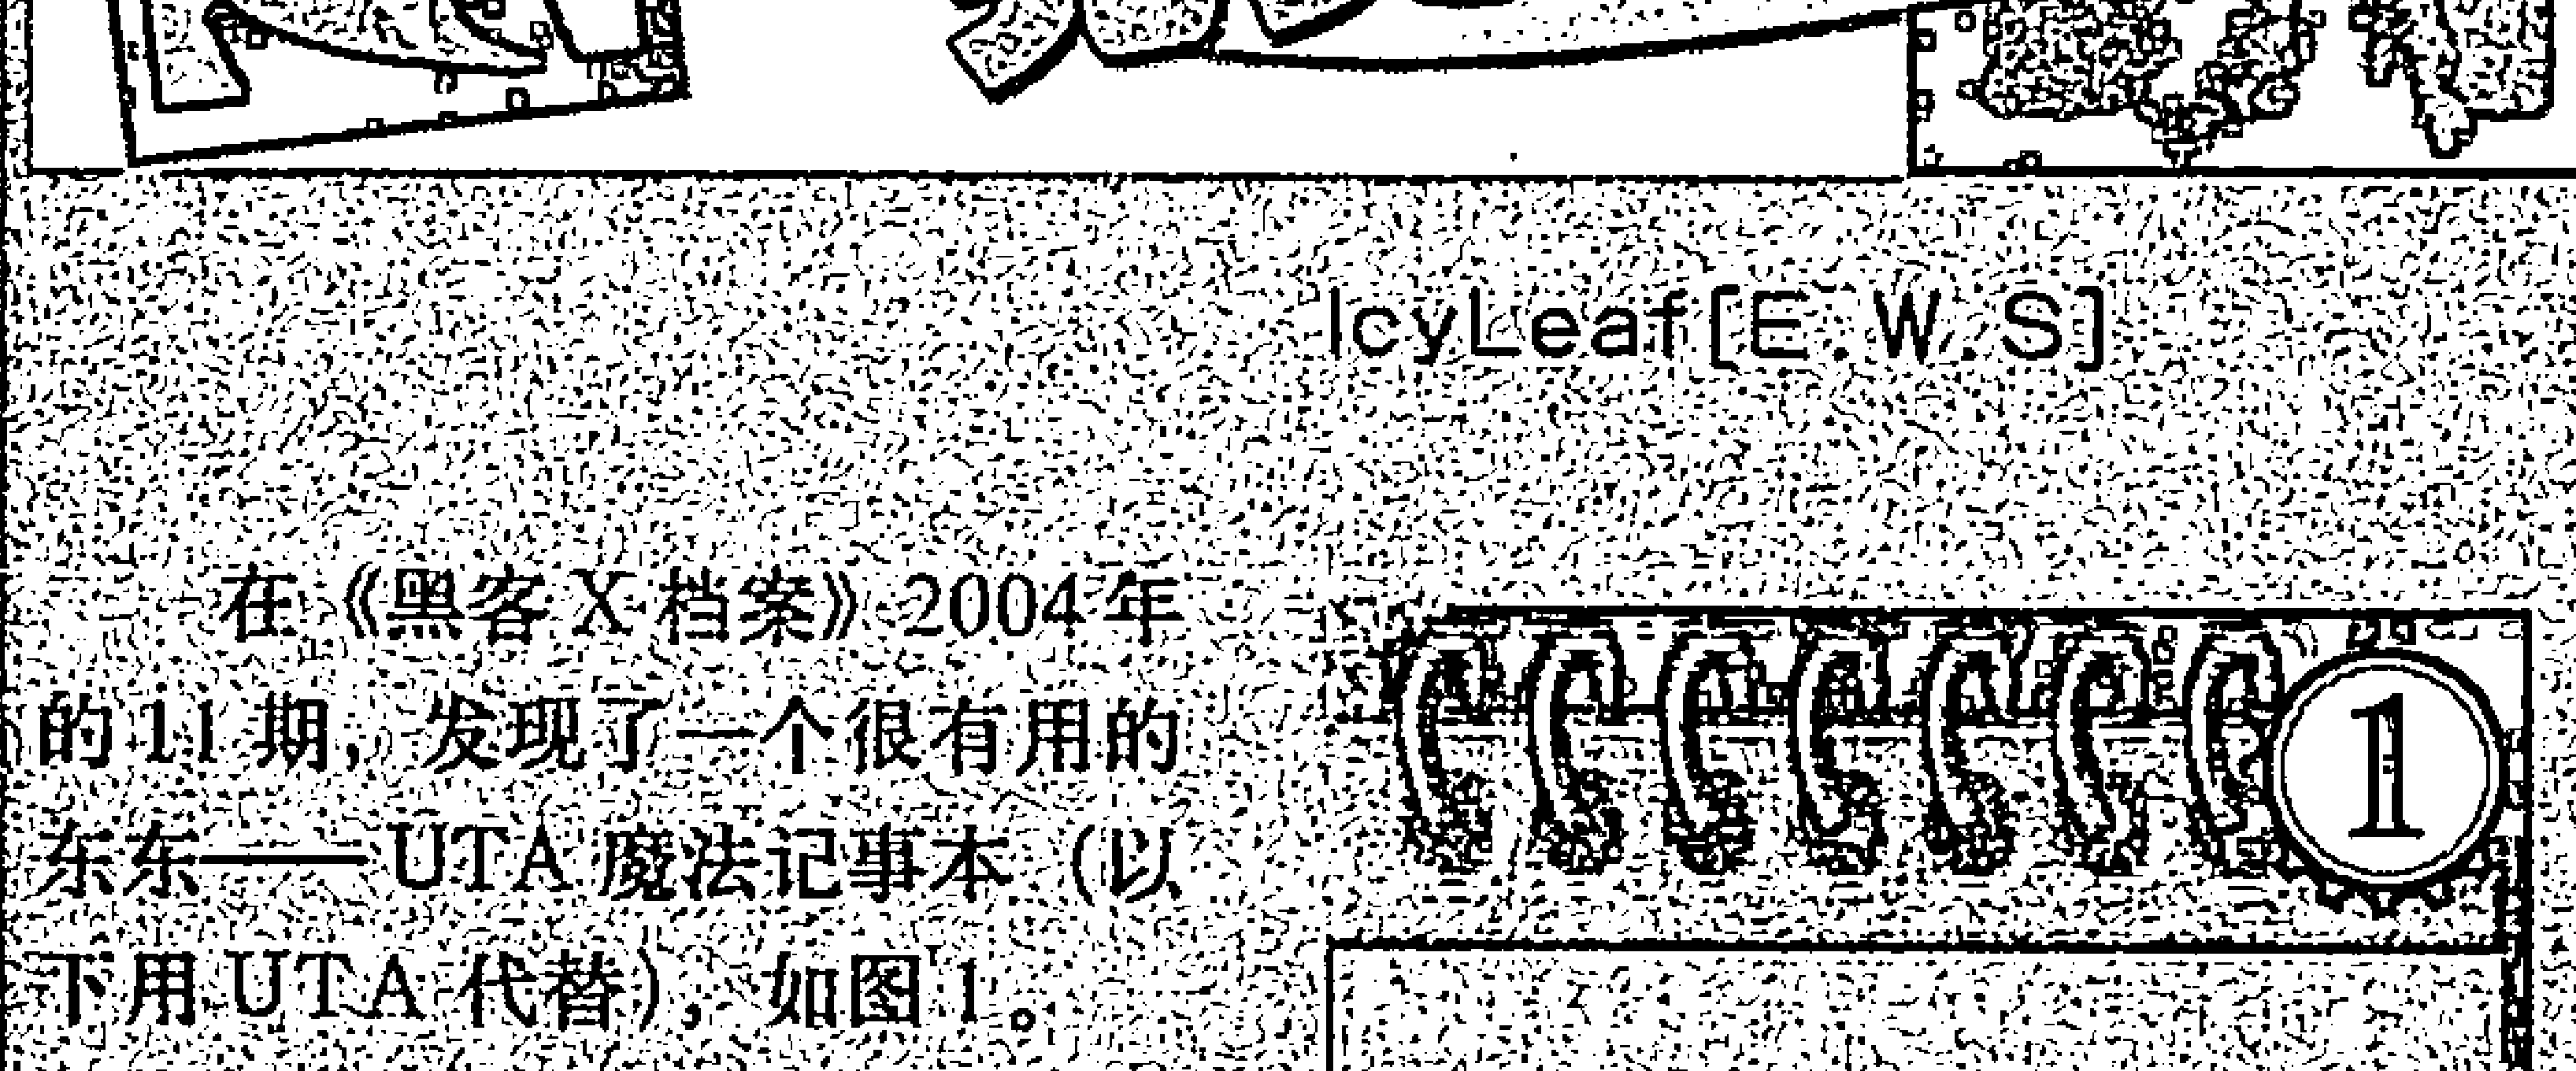 IcyLeaf[E.W.S]
在《黑客X档案》2004年
的11期，发现了一个很有用的
东东——UTA魔法记事本（以
下用UTA代替），如图1。
1